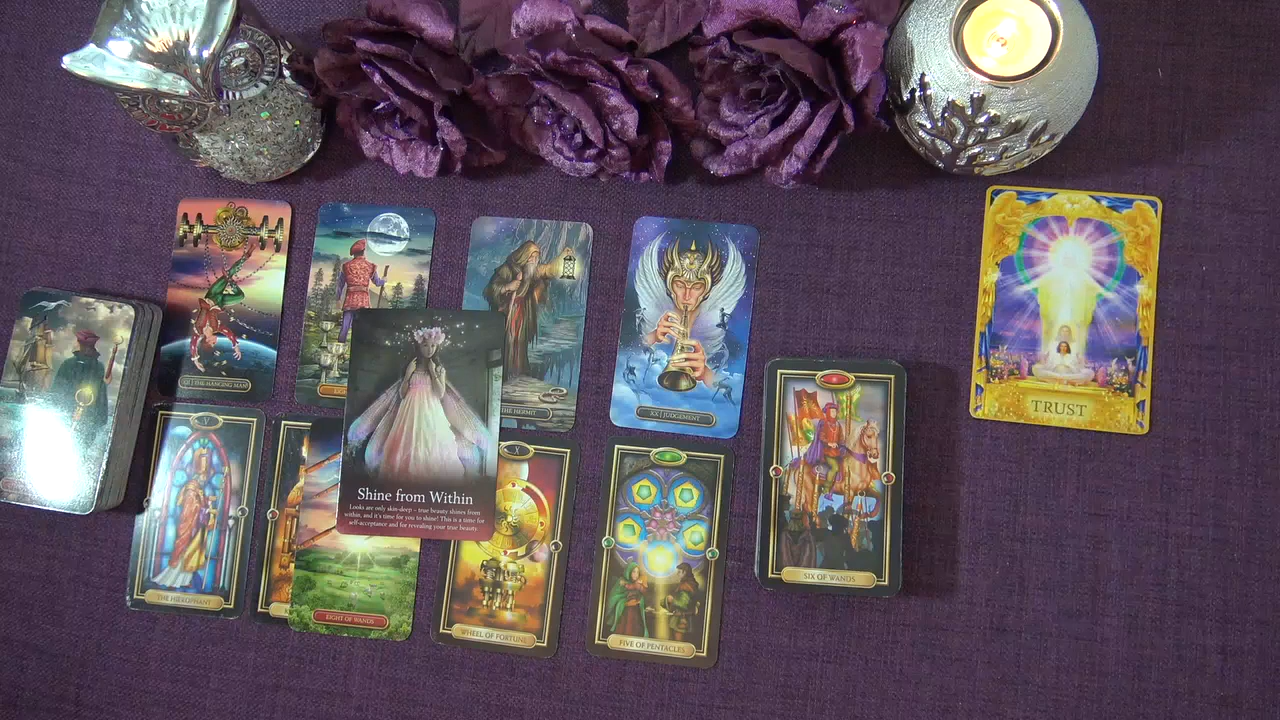 XII | THE HANGING MAN
THE HERMIT
XX | JUDGEMENT
TRUST
Shine from Within
Looks are only skin-deep – true beauty shines from
within, and it's time for you to shine! This is a time for
self-acceptance and for revealing your true beauty
V
X
THE HIEROPHANT
EIGHT OF WANDS
WHEEL OF FORTUNE
FIVE OF PENTACLES
SIX OF WANDS